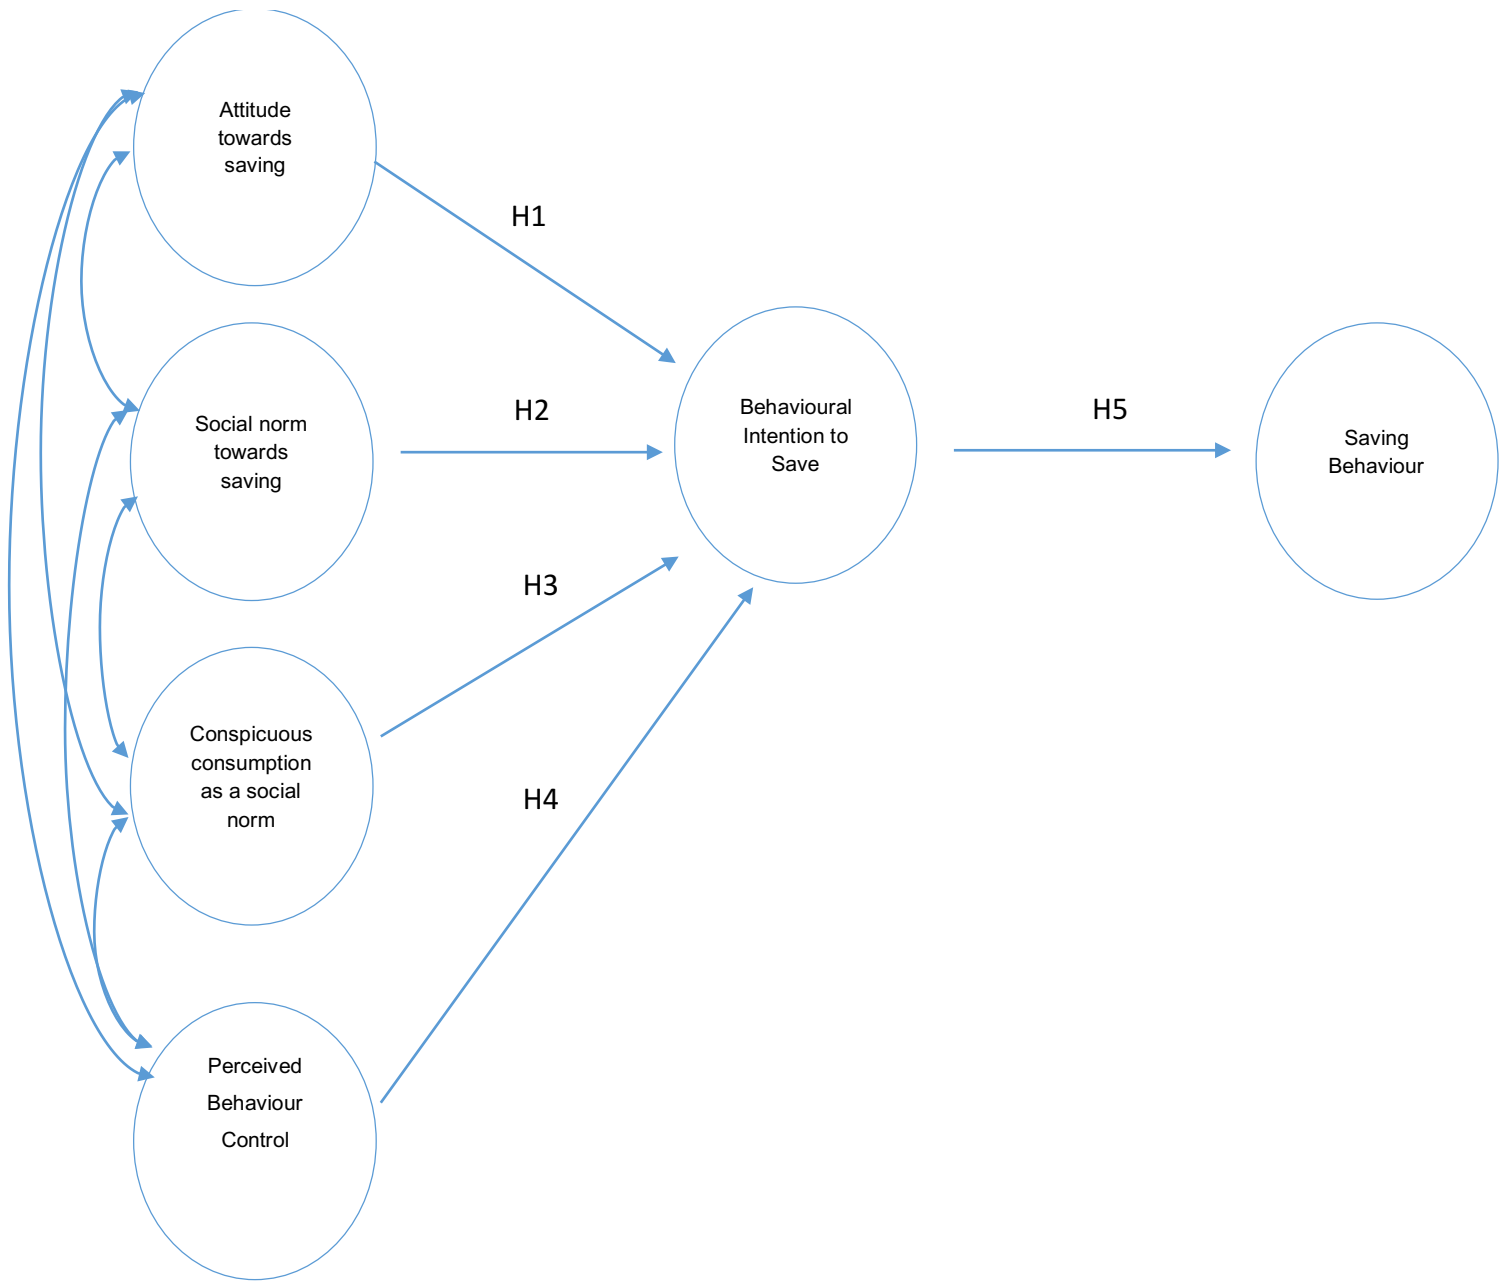 Attitude
towards
saving
H1
Social norm
towards
saving
H2
Behavioural
Intention to
Save
H5
Saving
Behaviour
H3
Conspicuous
consumption
as a social
norm
H4
Perceived
Behaviour
Control